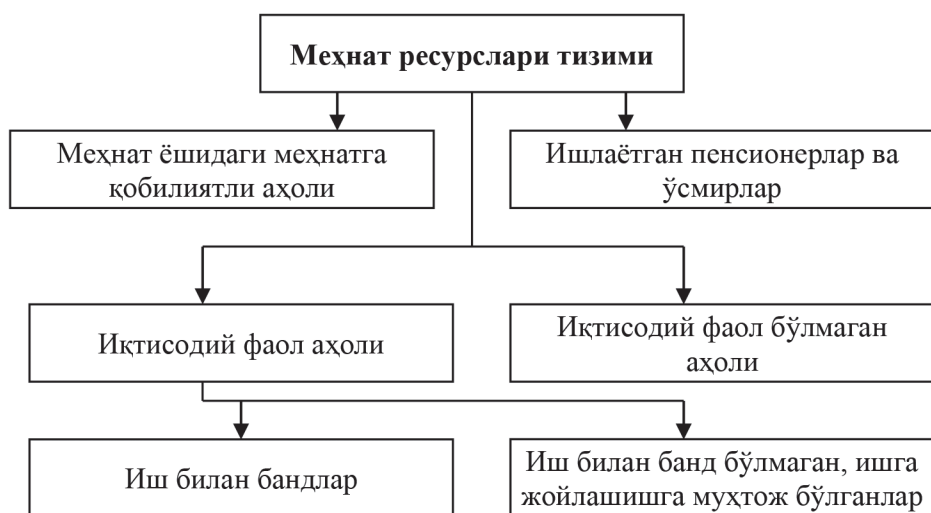 Меҳнат ресурслари тизими
Меҳнат ёшидаги меҳнатга
қобилиятли аҳоли
Ишлаётган пенсионерлар ва
ўсмирлар
Иқтисодий фаол аҳоли
Иқтисодий фаол бўлмаган
аҳоли
Иш билан бандлар
Иш билан банд бўлмаган, ишга
жойлашишга муҳтож бўлганлар